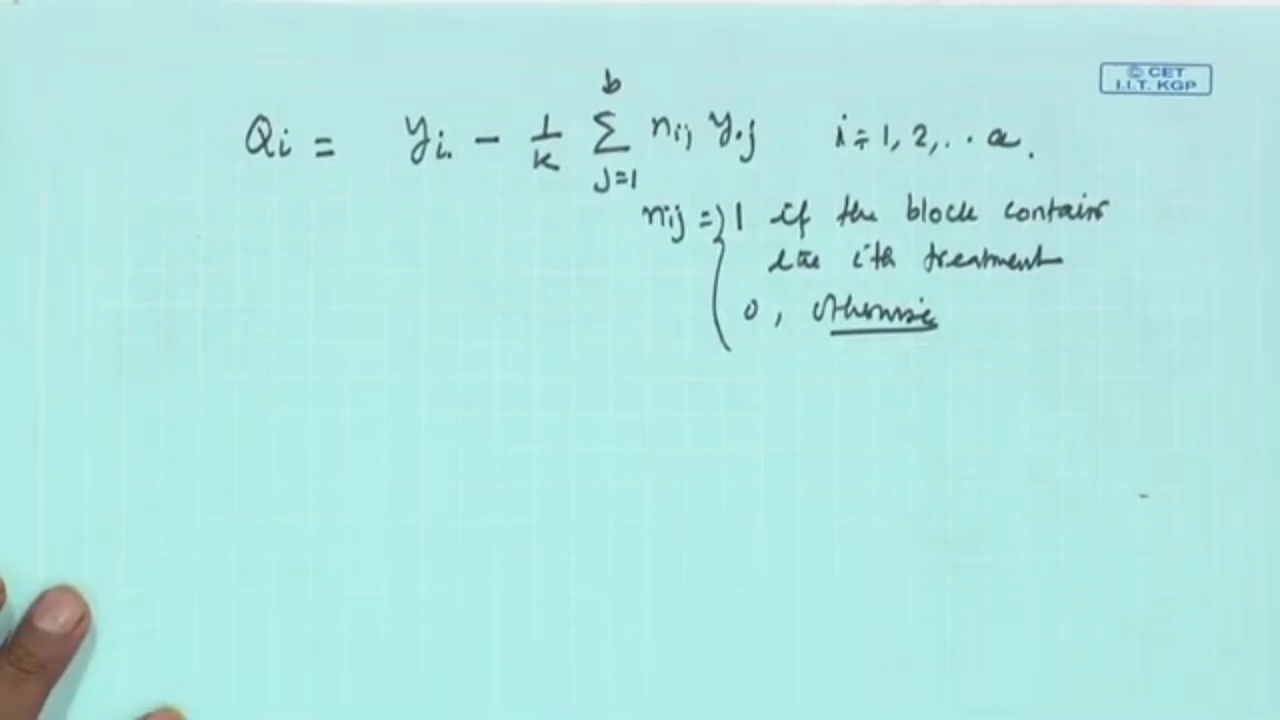 © CET
I.I.T. KGP
Qi = yi. - 1/k Σ_{j=1}^{b} nij y.j i = 1, 2, .. a.
nij = { 1 if the block contains
the i'th treatment
0, otherwise